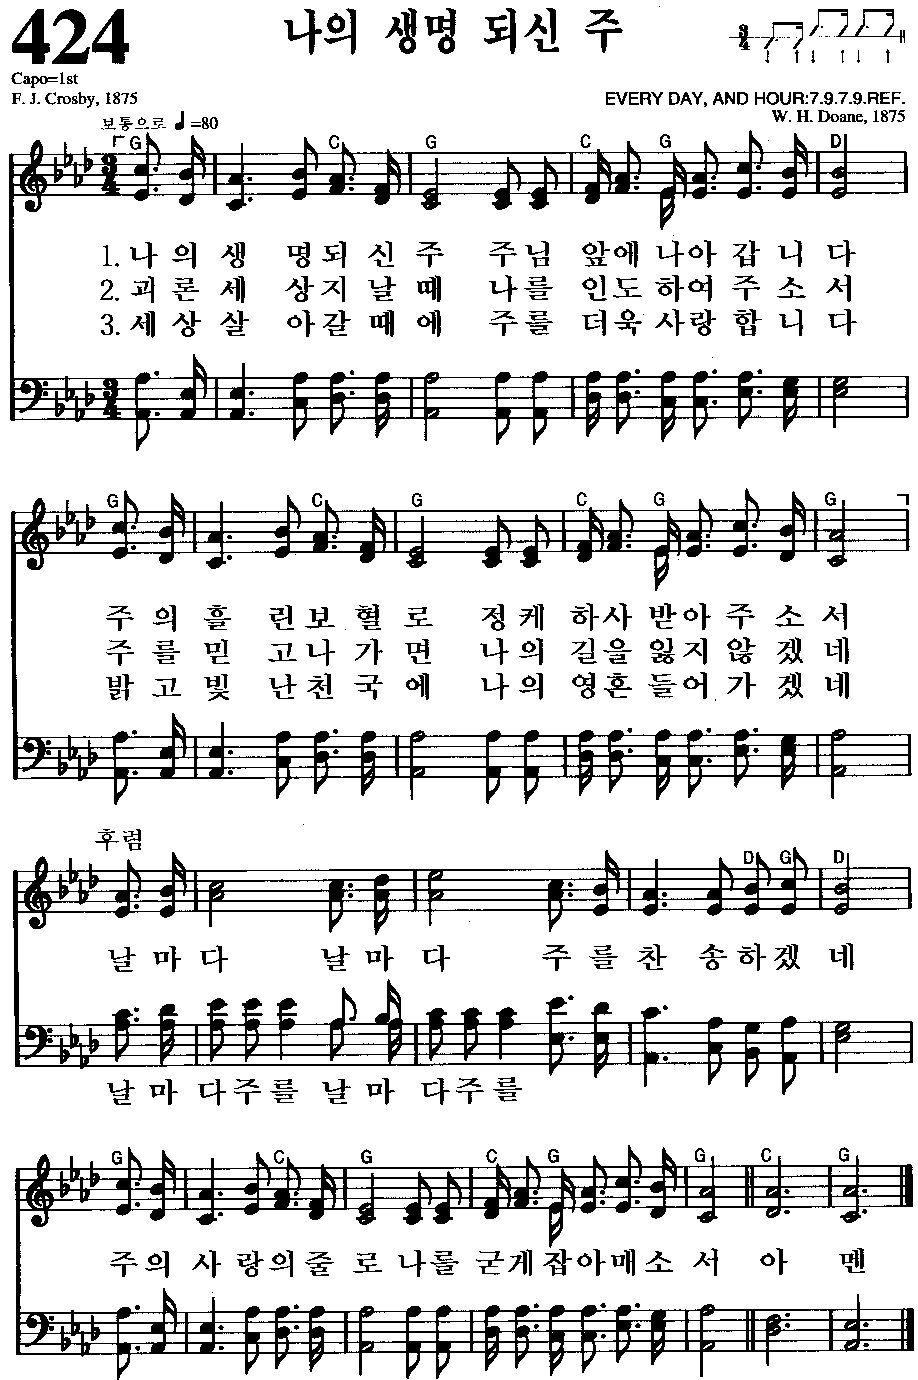 424 나의 생명 되신 주
Capo=1st
F. J. Crosby, 1875
EVERY DAY, AND HOUR:7.9.7.9.REF.
W. H. Doane, 1875
보통으로 ♩=80
G C G C G D
1. 나의생 명되신주 주님 앞에나아갑니다
2. 괴론세 상지날때 나를 인도하여주소서
3. 세상살 아갈때에 주를 더욱사랑합니다
G C G C G G
주의흘 린보혈로 정케 하사받아주소서
주를믿 고나가면 나의 길을잃지않겠네
밝고빛 난천국에 나의 영혼들어가겠네
후렴
D G D
날마다 날마다 주를찬 송하겠네
날마 다주를 날마 다주를
G C G C G G C G
주의사 랑의줄로나를 굳게잡아매소서 아멘